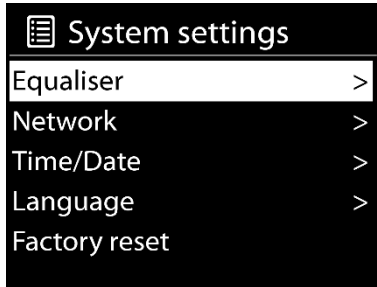 System settings
Equaliser >
Network >
Time/Date >
Language >
Factory reset